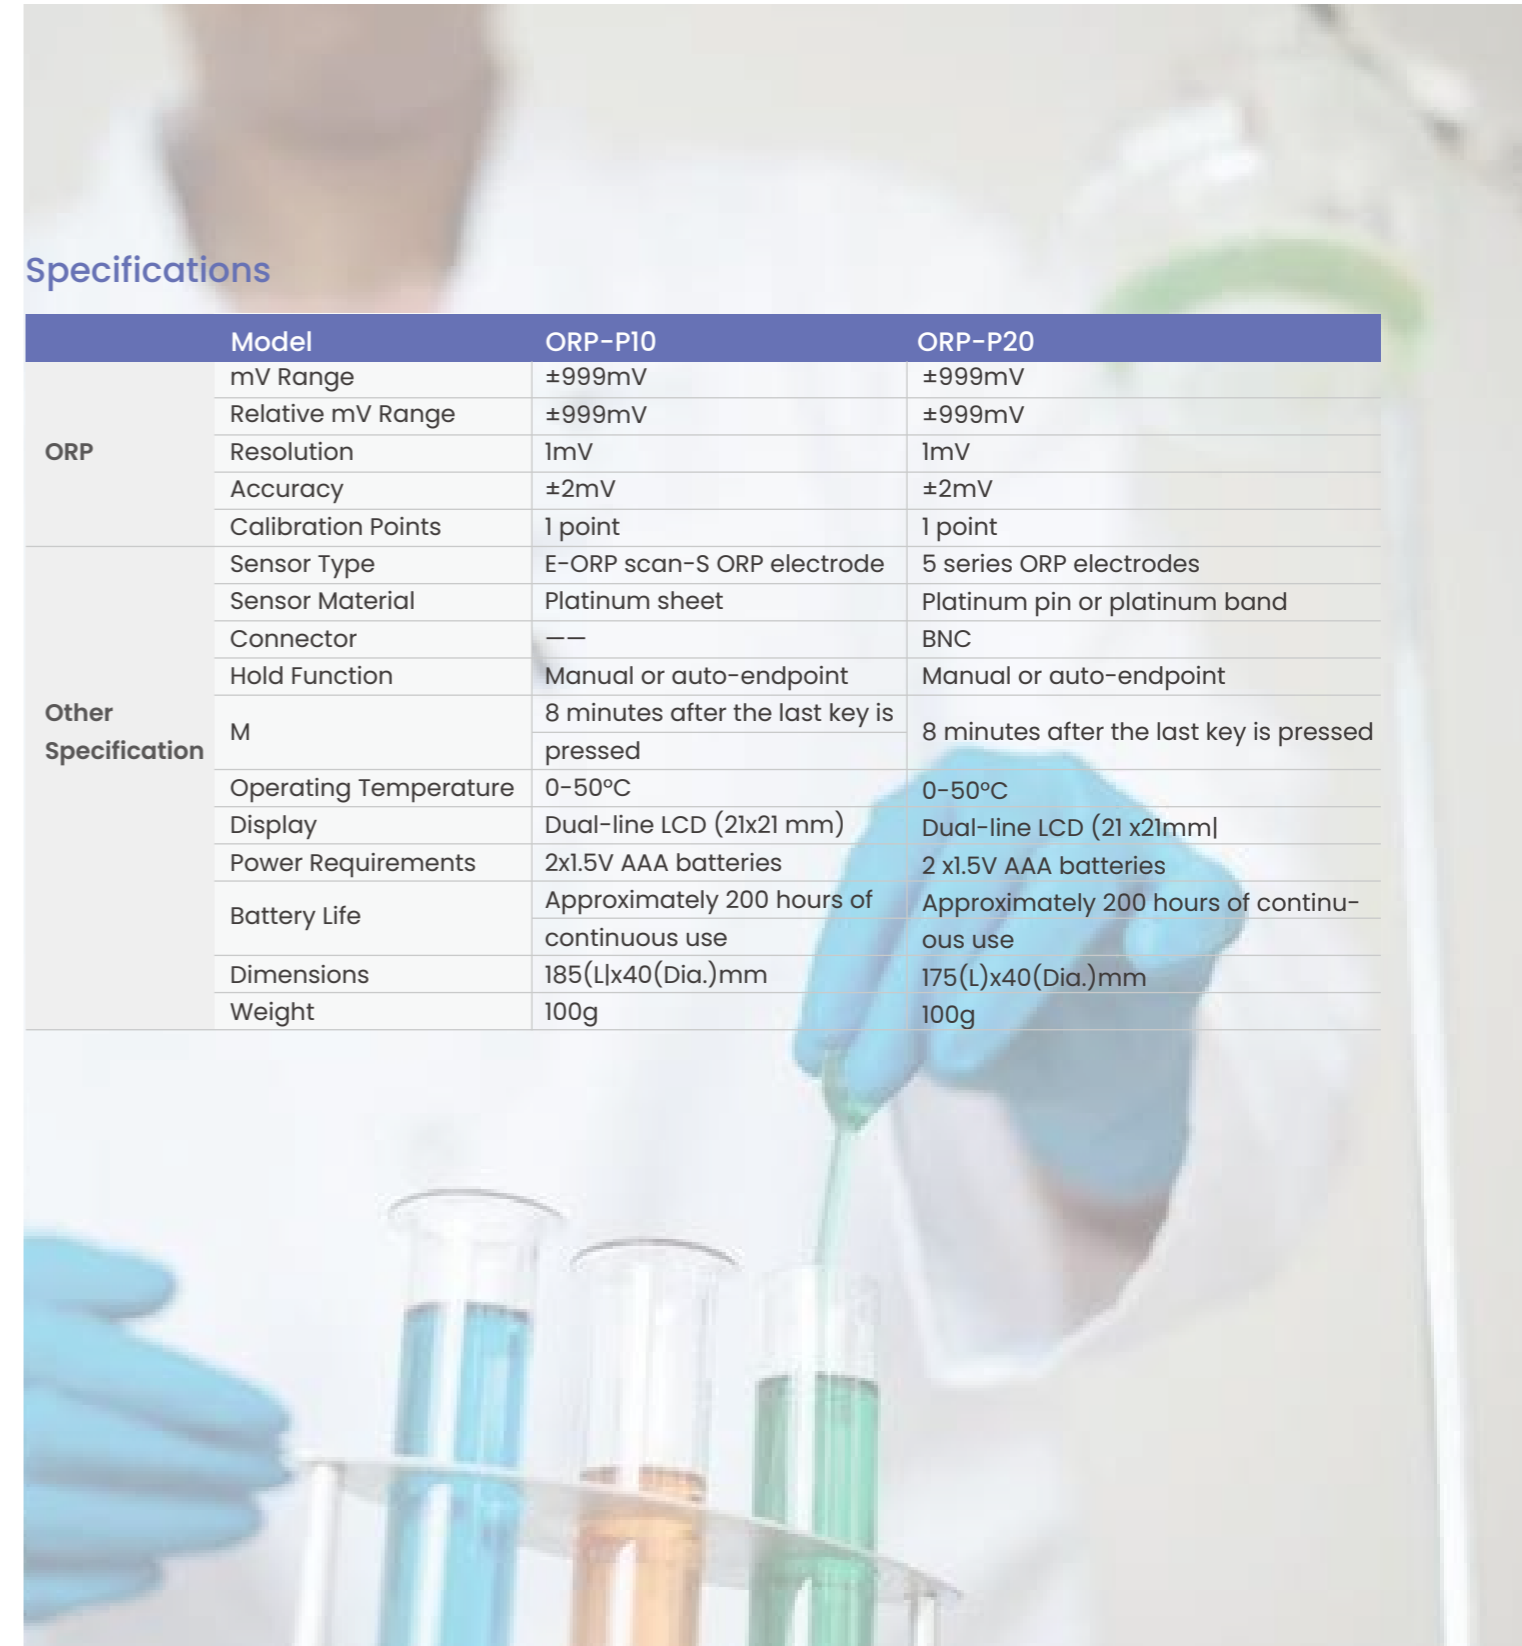 Specifications
Model ORP-P10 ORP-P20
mV Range ±999mV ±999mV
Relative mV Range ±999mV ±999mV
ORP Resolution 1mV 1mV
Accuracy ±2mV ±2mV
Calibration Points 1 point 1 point
Sensor Type E-ORP scan-S ORP electrode 5 series ORP electrodes
Sensor Material Platinum sheet Platinum pin or platinum band
Connector —— BNC
Hold Function Manual or auto-endpoint Manual or auto-endpoint
Other
Specification
M 8 minutes after the last key is
pressed
8 minutes after the last key is pressed
Operating Temperature 0-50°C 0-50°C
Display Dual-line LCD (21x21 mm) Dual-line LCD (21 x21mm|
Power Requirements 2x1.5V AAA batteries 2 x1.5V AAA batteries
Battery Life Approximately 200 hours of
continuous use
Approximately 200 hours of continu-
ous use
Dimensions 185(L|x40(Dia.)mm 175(L)x40(Dia.)mm
Weight 100g 100g